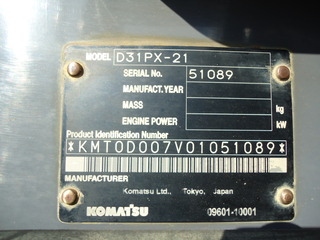 MODEL D31PX-21
SERIAL No. 51089
MANUFACT. YEAR
MASS kg
ENGINE POWER kW
Product Identification Number
*KMT0D007V01051089*
MANUFACTURER
Komatsu Ltd., Tokyo, Japan
KOMATSU 09601-10001